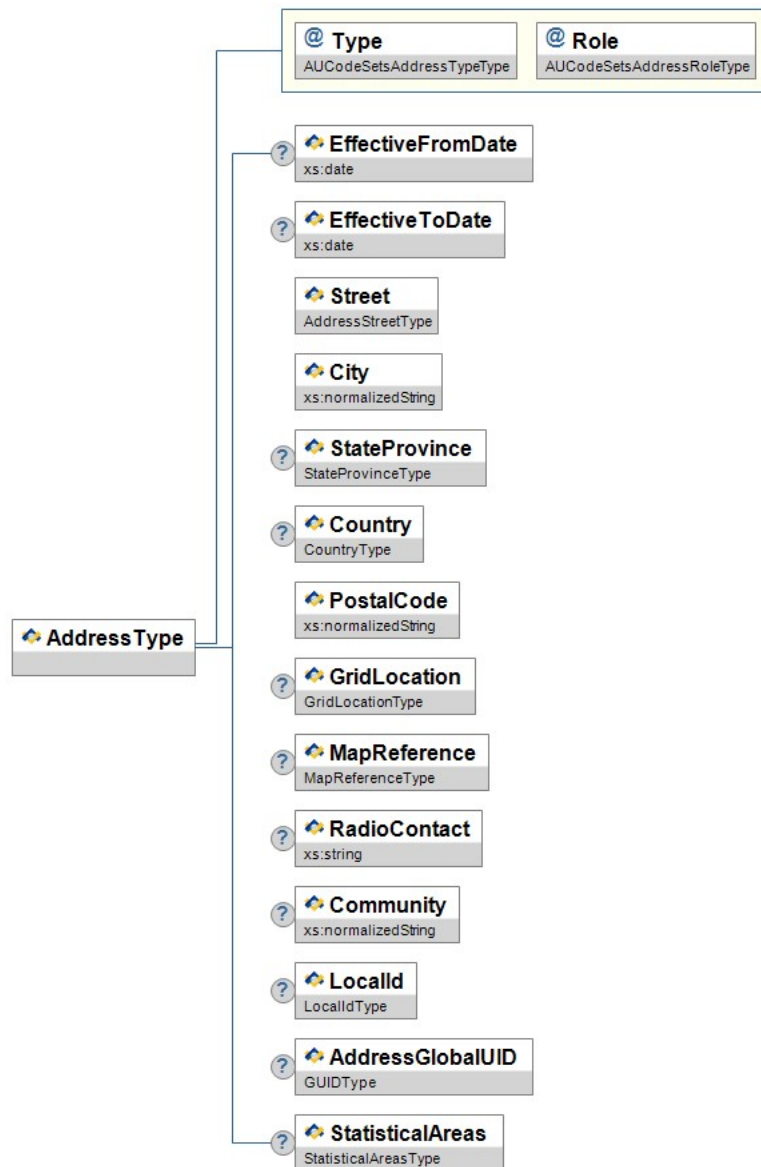 @ Type
AUCodeSetsAddressTypeType
@ Role
AUCodeSetsAddressRoleType
? EffectiveFromDate
xs:date
? EffectiveToDate
xs:date
Street
AddressStreetType
City
xs:normalizedString
? StateProvince
StateProvinceType
? Country
CountryType
PostalCode
xs:normalizedString
AddressType
? GridLocation
GridLocationType
? MapReference
MapReferenceType
? RadioContact
xs:string
? Community
xs:normalizedString
? LocalId
LocalIdType
? AddressGlobalUID
GUIDType
? StatisticalAreas
StatisticalAreasType